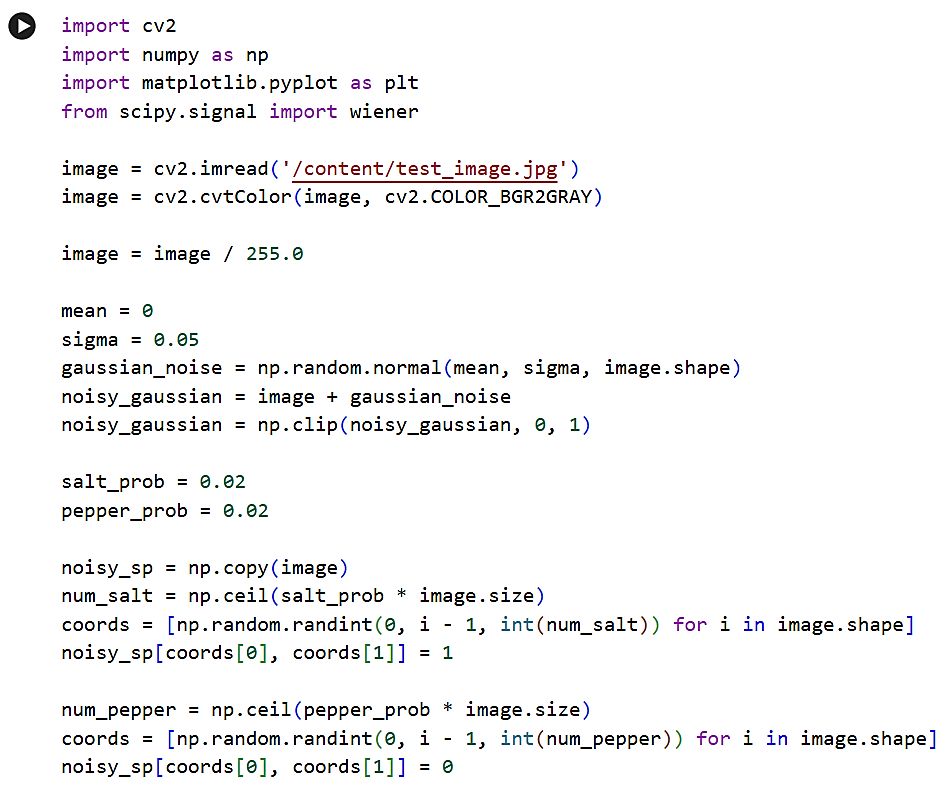 import cv2
import numpy as np
import matplotlib.pyplot as plt
from scipy.signal import wiener
image = cv2.imread('/content/test_image.jpg')
image = cv2.cvtColor(image, cv2.COLOR_BGR2GRAY)
image = image / 255.0
mean = 0
sigma = 0.05
gaussian_noise = np.random.normal(mean, sigma, image.shape)
noisy_gaussian = image + gaussian_noise
noisy_gaussian = np.clip(noisy_gaussian, 0, 1)
salt_prob = 0.02
pepper_prob = 0.02
noisy_sp = np.copy(image)
num_salt = np.ceil(salt_prob * image.size)
coords = [np.random.randint(0, i - 1, int(num_salt)) for i in image.shape]
noisy_sp[coords[0], coords[1]] = 1
num_pepper = np.ceil(pepper_prob * image.size)
coords = [np.random.randint(0, i - 1, int(num_pepper)) for i in image.shape]
noisy_sp[coords[0], coords[1]] = 0